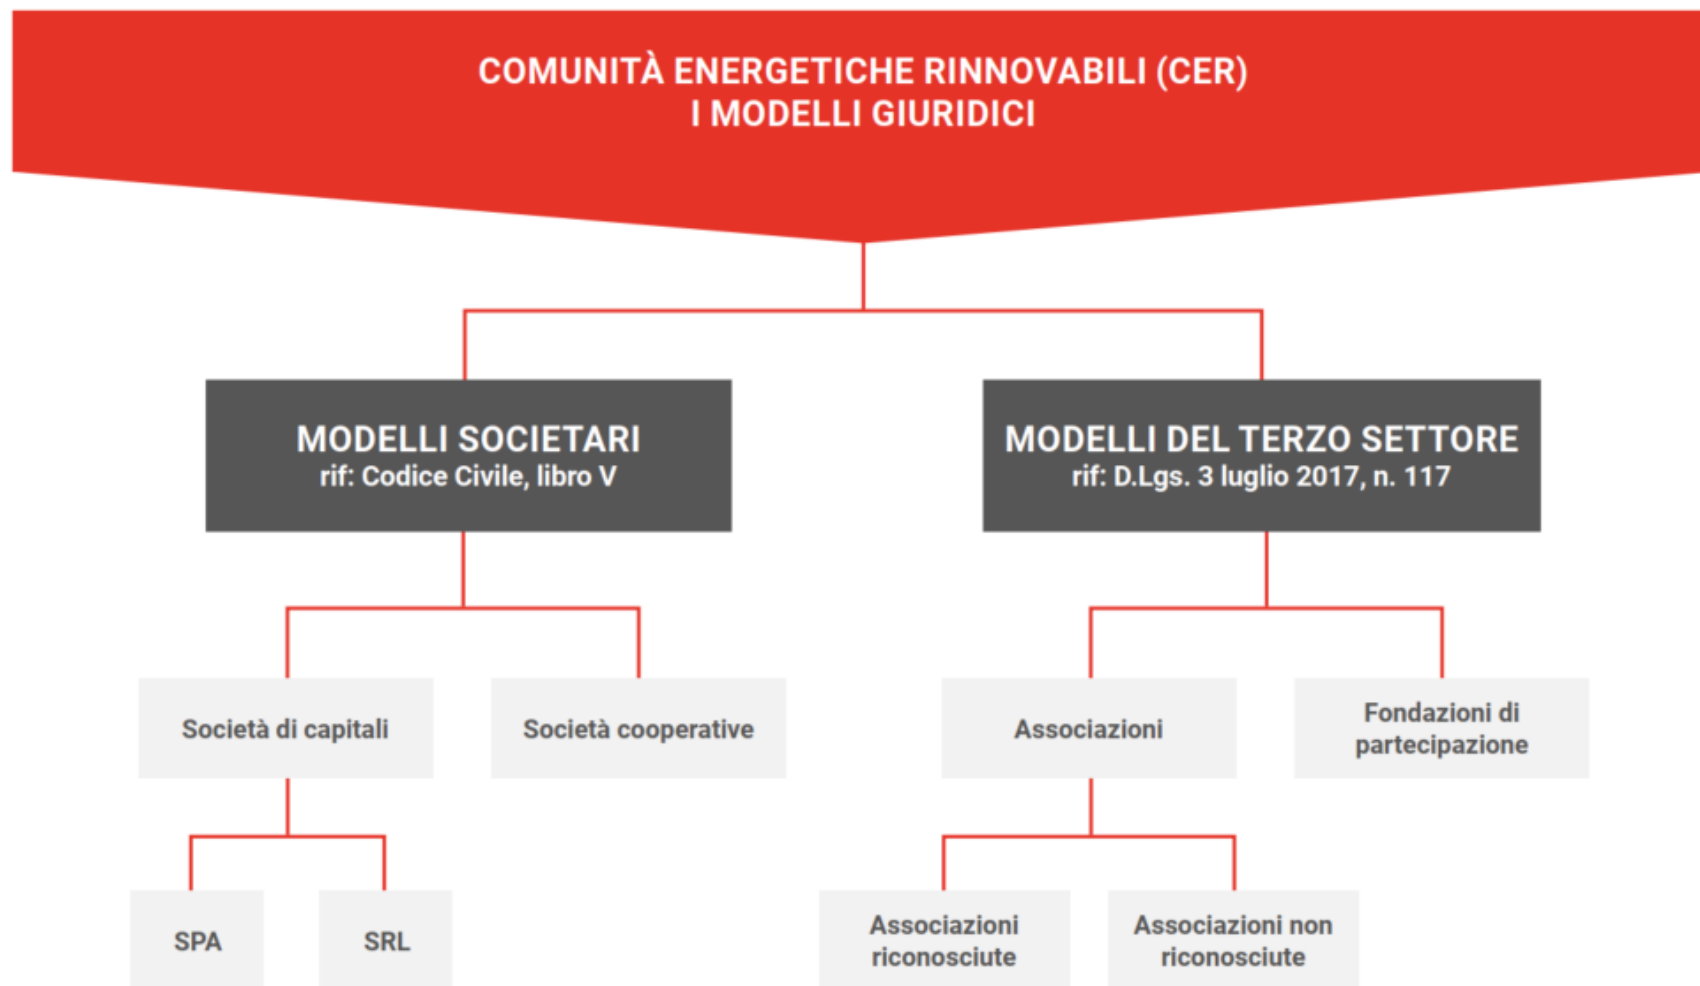 COMUNITÀ ENERGETICHE RINNOVABILI (CER)
I MODELLI GIURIDICI
MODELLI SOCIETARI
rif: Codice Civile, libro V
MODELLI DEL TERZO SETTORE
rif: D.Lgs. 3 luglio 2017, n. 117
Società di capitali
Società cooperative
Associazioni
Fondazioni di
partecipazione
SPA
SRL
Associazioni
riconosciute
Associazioni non
riconosciute